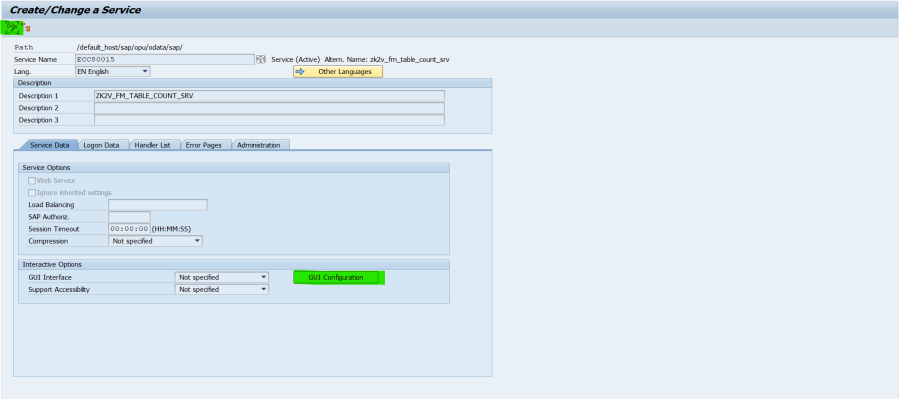 Create/Change a Service
Path /default_host/sap/opu/odata/sap/
Service Name ECC80015 Service (Active) Altern. Name: zk2v_fm_table_count_srv
Lang. EN English Other Languages
Description
Description 1 ZK2V_FM_TABLE_COUNT_SRV
Description 2
Description 3
Service Data Logon Data Handler List Error Pages Administration
Service Options
Web Service
Ignore inherited settings
Load Balancing
SAP Authoriz.
Session Timeout 00:00:00 (HH:MM:SS)
Compression Not specified
Interactive Options
GUI Interface Not specified GUI Configuration
Support Accessibility Not specified